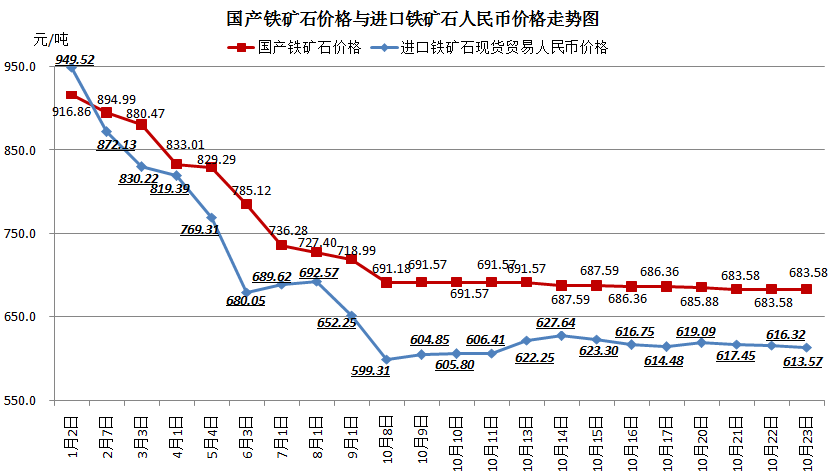 国产铁矿石价格与进口铁矿石人民币价格走势图
元/吨
国产铁矿石价格
进口铁矿石现货贸易人民币价格
950.0
850.0
750.0
650.0
550.0
916.86
894.99
880.47
833.01
829.29
785.12
736.28
727.40
718.99
691.18
691.57
691.57
691.57
691.57
687.59
687.59
686.36
686.36
685.88
683.58
683.58
683.58
949.52
872.13
830.22
819.39
769.31
680.05
689.62
692.57
652.25
599.31
604.85
605.80
606.41
622.25
627.64
623.30
616.75
614.48
619.09
617.45
616.32
613.57
1月2日
2月7日
3月3日
4月1日
5月4日
6月3日
7月1日
8月1日
9月1日
10月8日
10月9日
10月10日
10月11日
10月13日
10月14日
10月15日
10月16日
10月17日
10月20日
10月21日
10月22日
10月23日